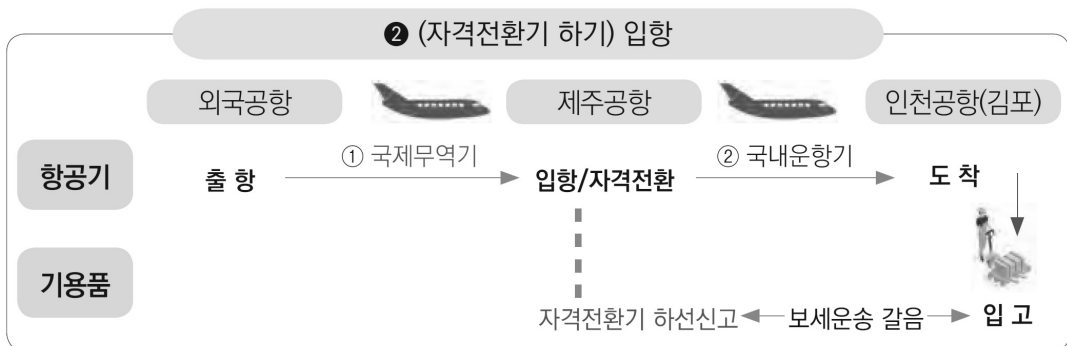 ❷ (자격전환기 하기) 입항
외국공항 제주공항 인천공항(김포)
① 국제무역기 ② 국내운항기
항공기 출 항 입항/자격전환 도 착
기용품
자격전환기 하선신고 보세운송 갈음 입 고